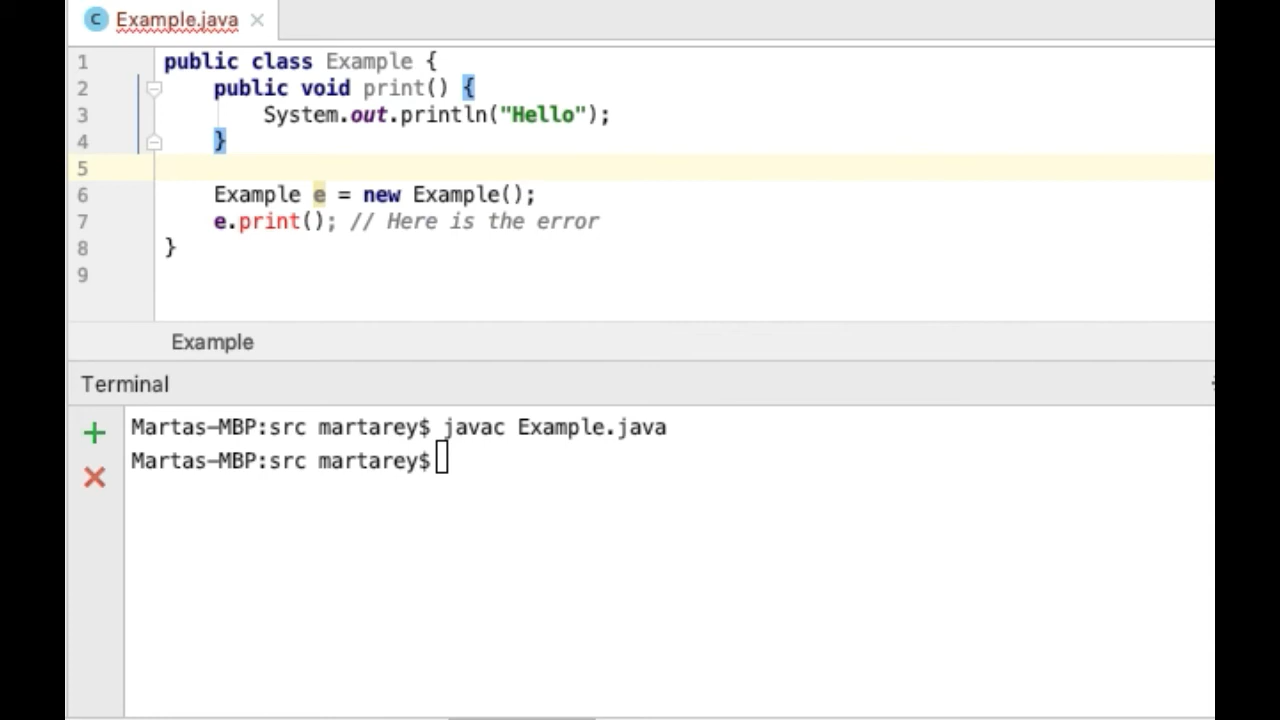 C Example.java ×
1 public class Example {
2 public void print() {
3 System.out.println("Hello");
4 }
5
6 Example e = new Example();
7 e.print(); // Here is the error
8 }
9
Example
Terminal
Martas-MBP:src martarey$ javac Example.java
Martas-MBP:src martarey$